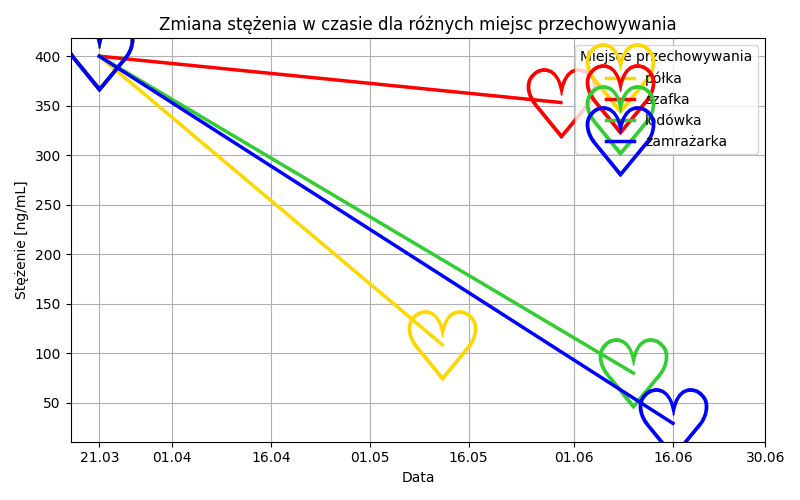 Zmiana stężenia w czasie dla różnych miejsc przechowywania
Stężenie [ng/mL]
400
350
300
250
200
150
100
50
21.03
01.04
16.04
01.05
16.05
01.06
16.06
30.06
Data
Miejsce przechowywania
półka
szafka
lodówka
zamrażarka